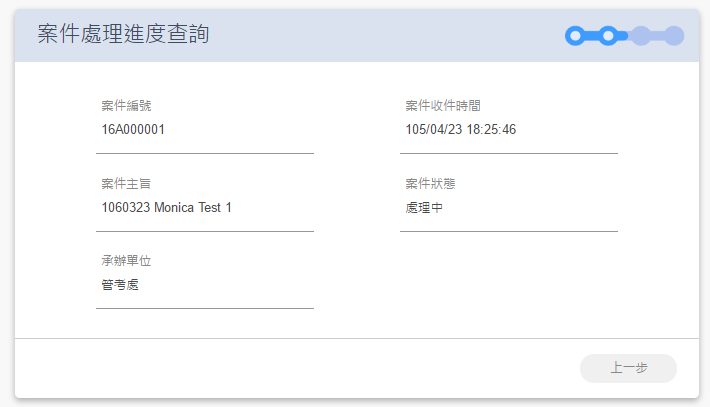 案件處理進度查詢
案件編號
16A000001
案件收件時間
105/04/23 18:25:46
案件主旨
1060323 Monica Test 1
案件狀態
處理中
承辦單位
管考處
上一步